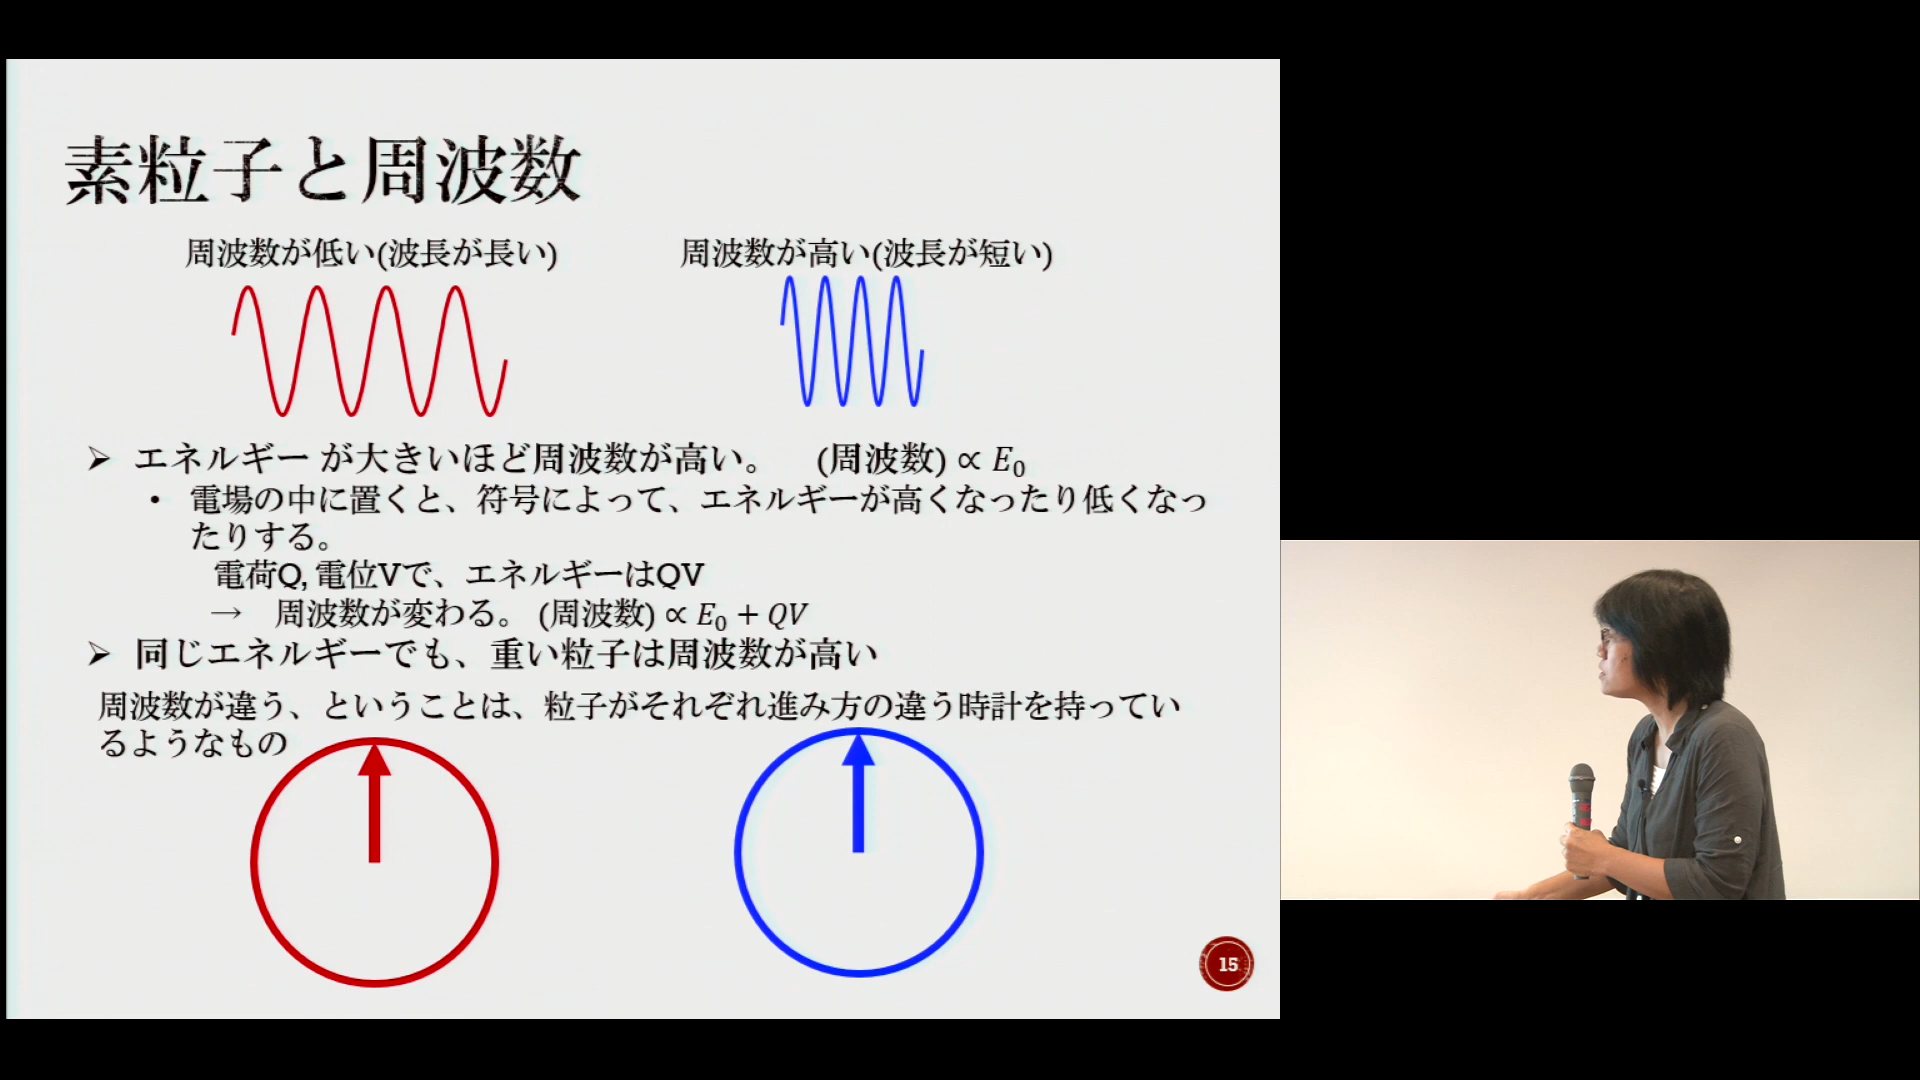 素粒子と周波数
周波数が低い(波長が長い)
周波数が高い(波長が短い)
➢ エネルギー が大きいほど周波数が高い。 (周波数) ∝ E₀
• 電場の中に置くと、符号によって、エネルギーが高くなったり低くなっ
たりする。
電荷Q, 電位Vで、エネルギーはQV
→ 周波数が変わる。 (周波数) ∝ E₀ + QV
➢ 同じエネルギーでも、重い粒子は周波数が高い
周波数が違う、ということは、粒子がそれぞれ進み方の違う時計を持ってい
るようなもの
15